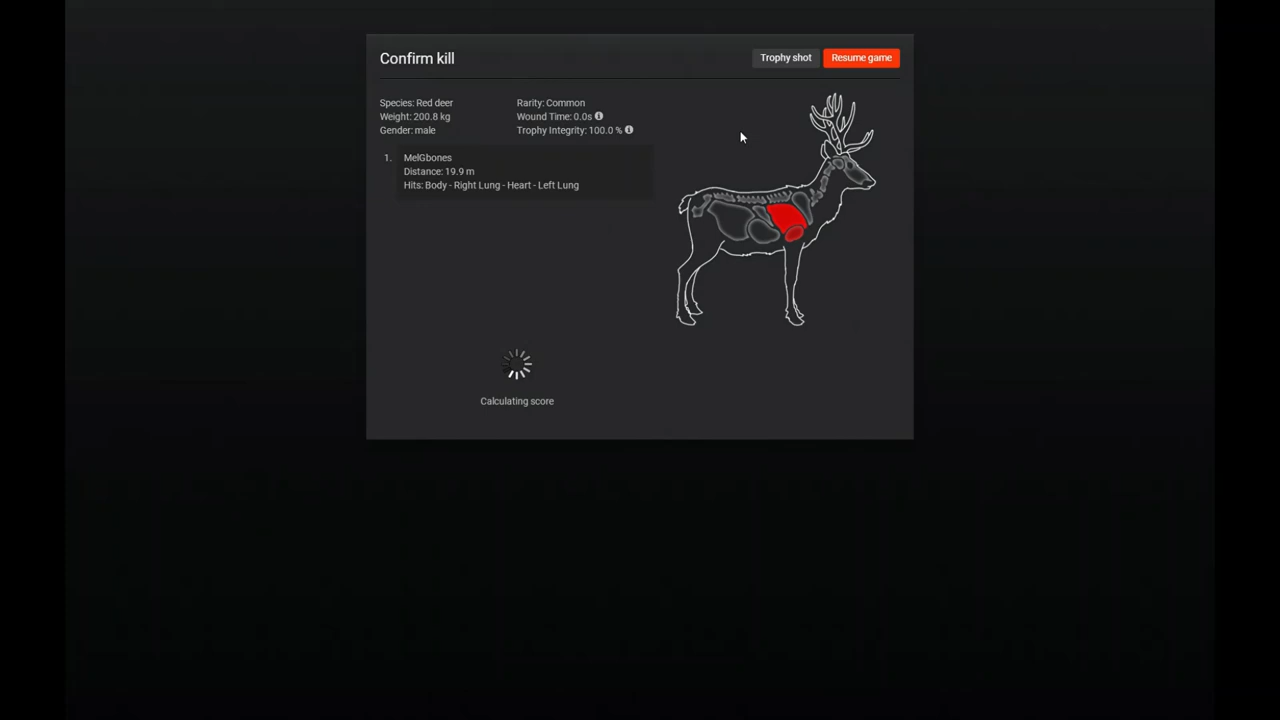 Confirm kill
Trophy shot
Resume game
Species: Red deer
Rarity: Common
Weight: 200.8 kg
Wound Time: 0.0s
Gender: male
Trophy Integrity: 100.0 %
1.
MelGbones
Distance: 19.9 m
Hits: Body - Right Lung - Heart - Left Lung
Calculating score